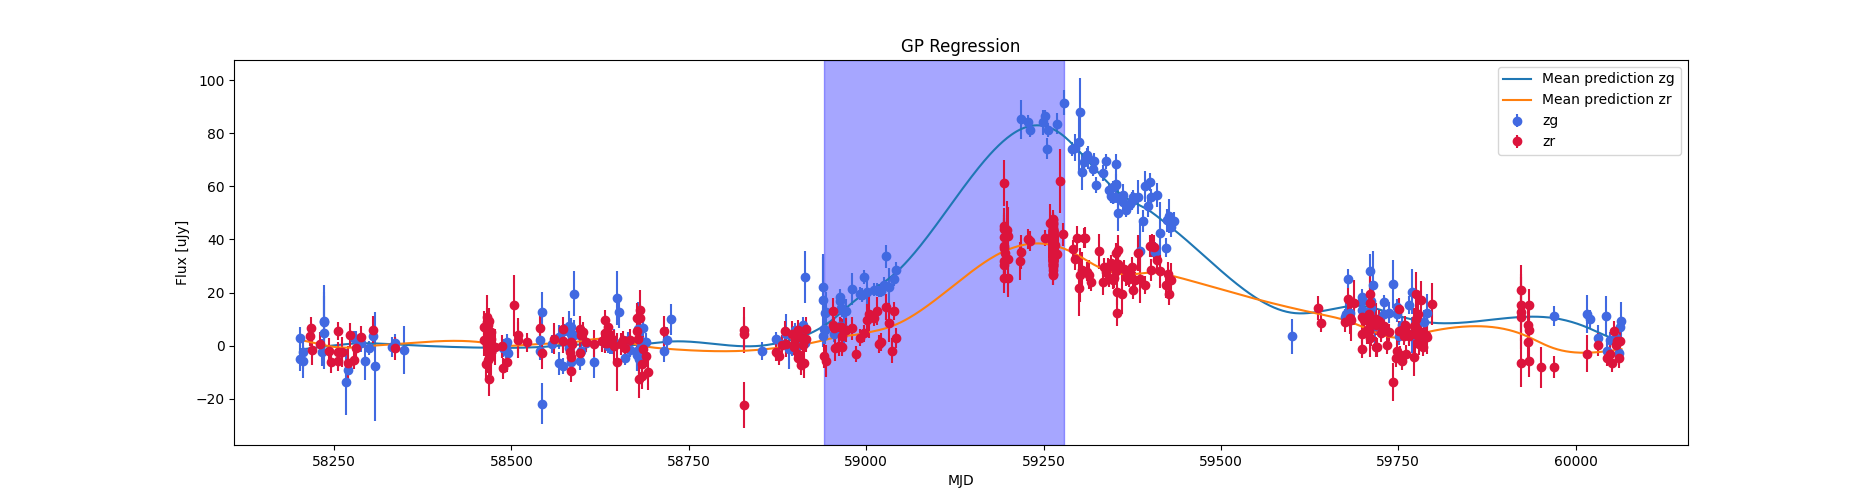 GP Regression
Mean prediction zg
Mean prediction zr
zg
zr
Flux [uJy]
100
80
60
40
20
0
−20
58250 58500 58750 59000 59250 59500 59750 60000
MJD